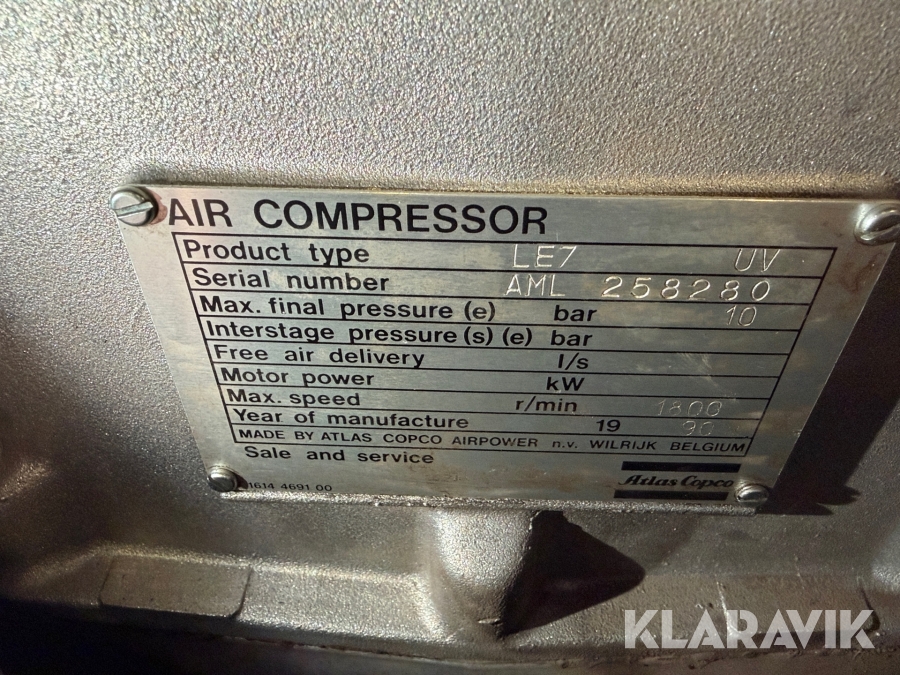 AIR COMPRESSOR
Product type LE7 UV
Serial number AML 258280
Max. final pressure (e) bar 10
Interstage pressure(s) (e) bar
Free air delivery l/s
Motor power kW
Max. speed r/min 1800
Year of manufacture 19 90
MADE BY ATLAS COPCO AIRPOWER n.v. WILRIJK BELGIUM
Sale and service
Atlas Copco
1614 4691 00
KLARAVIK